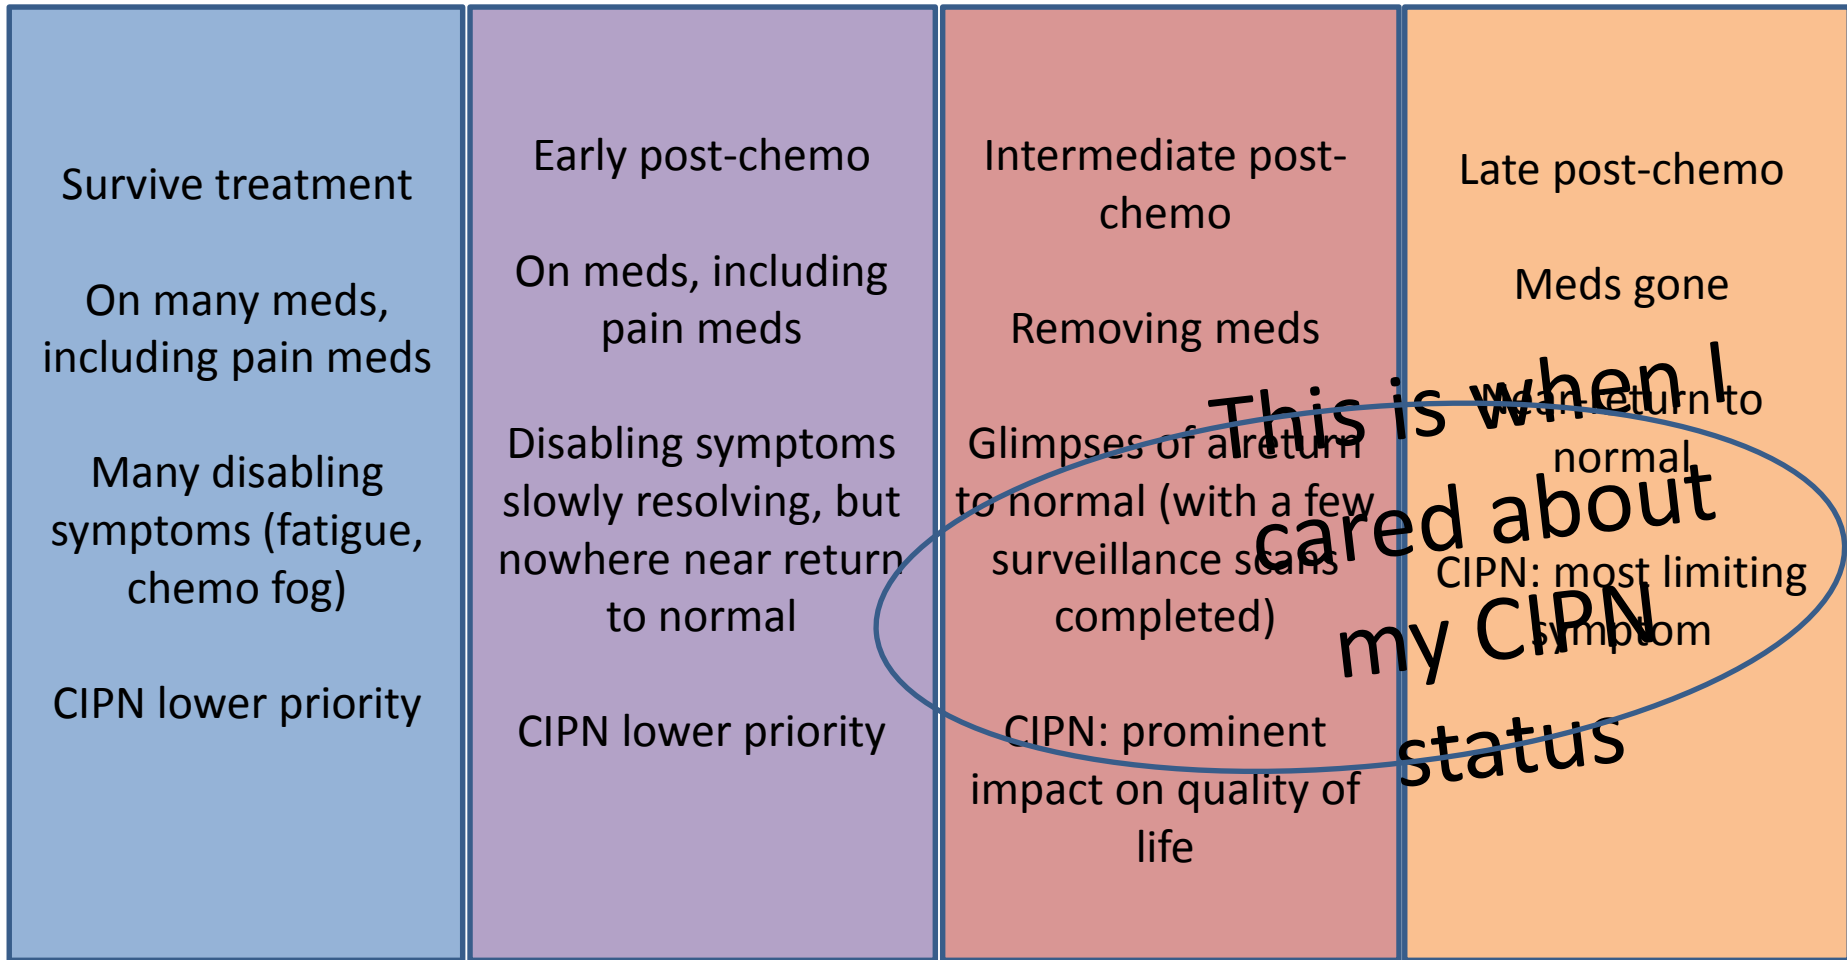 Survive treatment
On many meds,
including pain meds
Many disabling
symptoms (fatigue,
chemo fog)
CIPN lower priority
Early post-chemo
On meds, including
pain meds
Disabling symptoms
slowly resolving, but
nowhere near return
to normal
CIPN lower priority
Intermediate post-
chemo
Removing meds
Glimpses of a return
to normal (with a few
surveillance scans
completed)
CIPN: prominent
impact on quality of
life
Late post-chemo
Meds gone
Near-return to
normal
CIPN: most limiting
symptom
This is when I
cared about
my CIPN
status